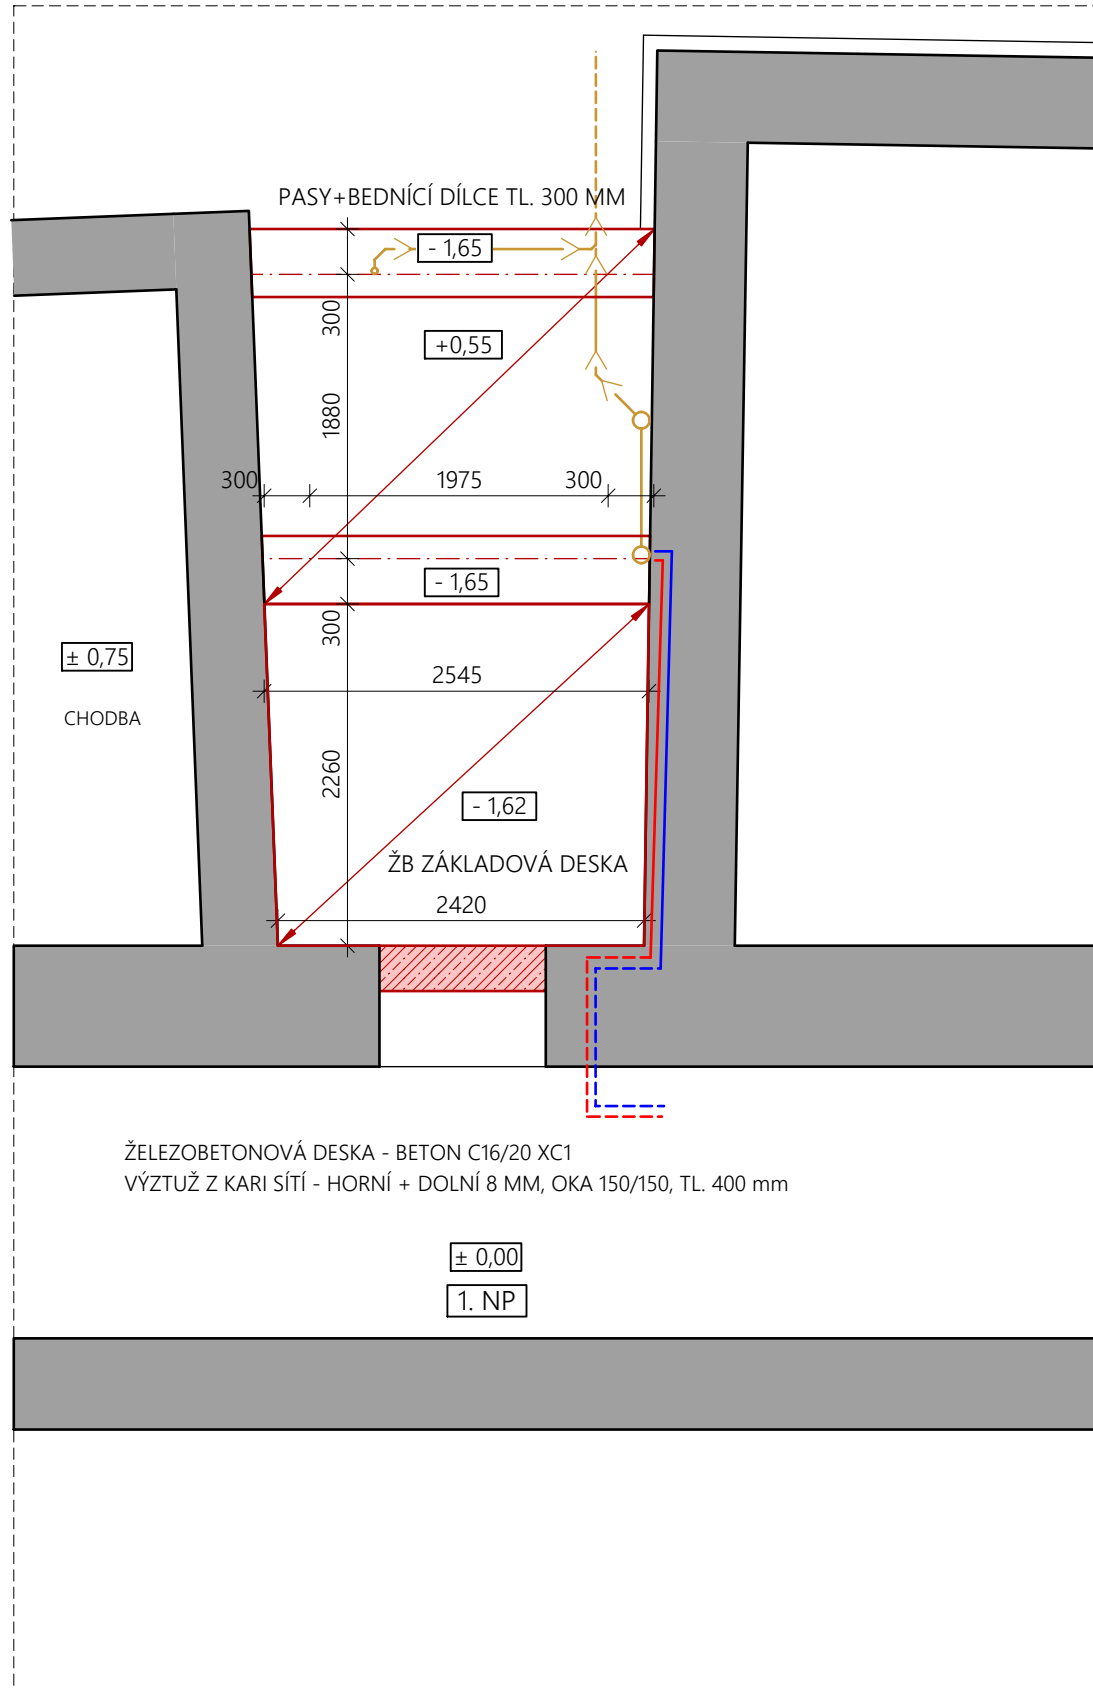 PASY+BEDNÍCÍ DÍLCE TL. 300 MM
- 1,65
300
+0,55
1880
300
1975
300
- 1,65
300
± 0,75
2545
CHODBA
2260
- 1,62
ŽB ZÁKLADOVÁ DESKA
2420
ŽELEZOBETONOVÁ DESKA - BETON C16/20 XC1
VÝZTUŽ Z KARI SÍTÍ - HORNÍ + DOLNÍ 8 MM, OKA 150/150, TL. 400 mm
± 0,00
1. NP